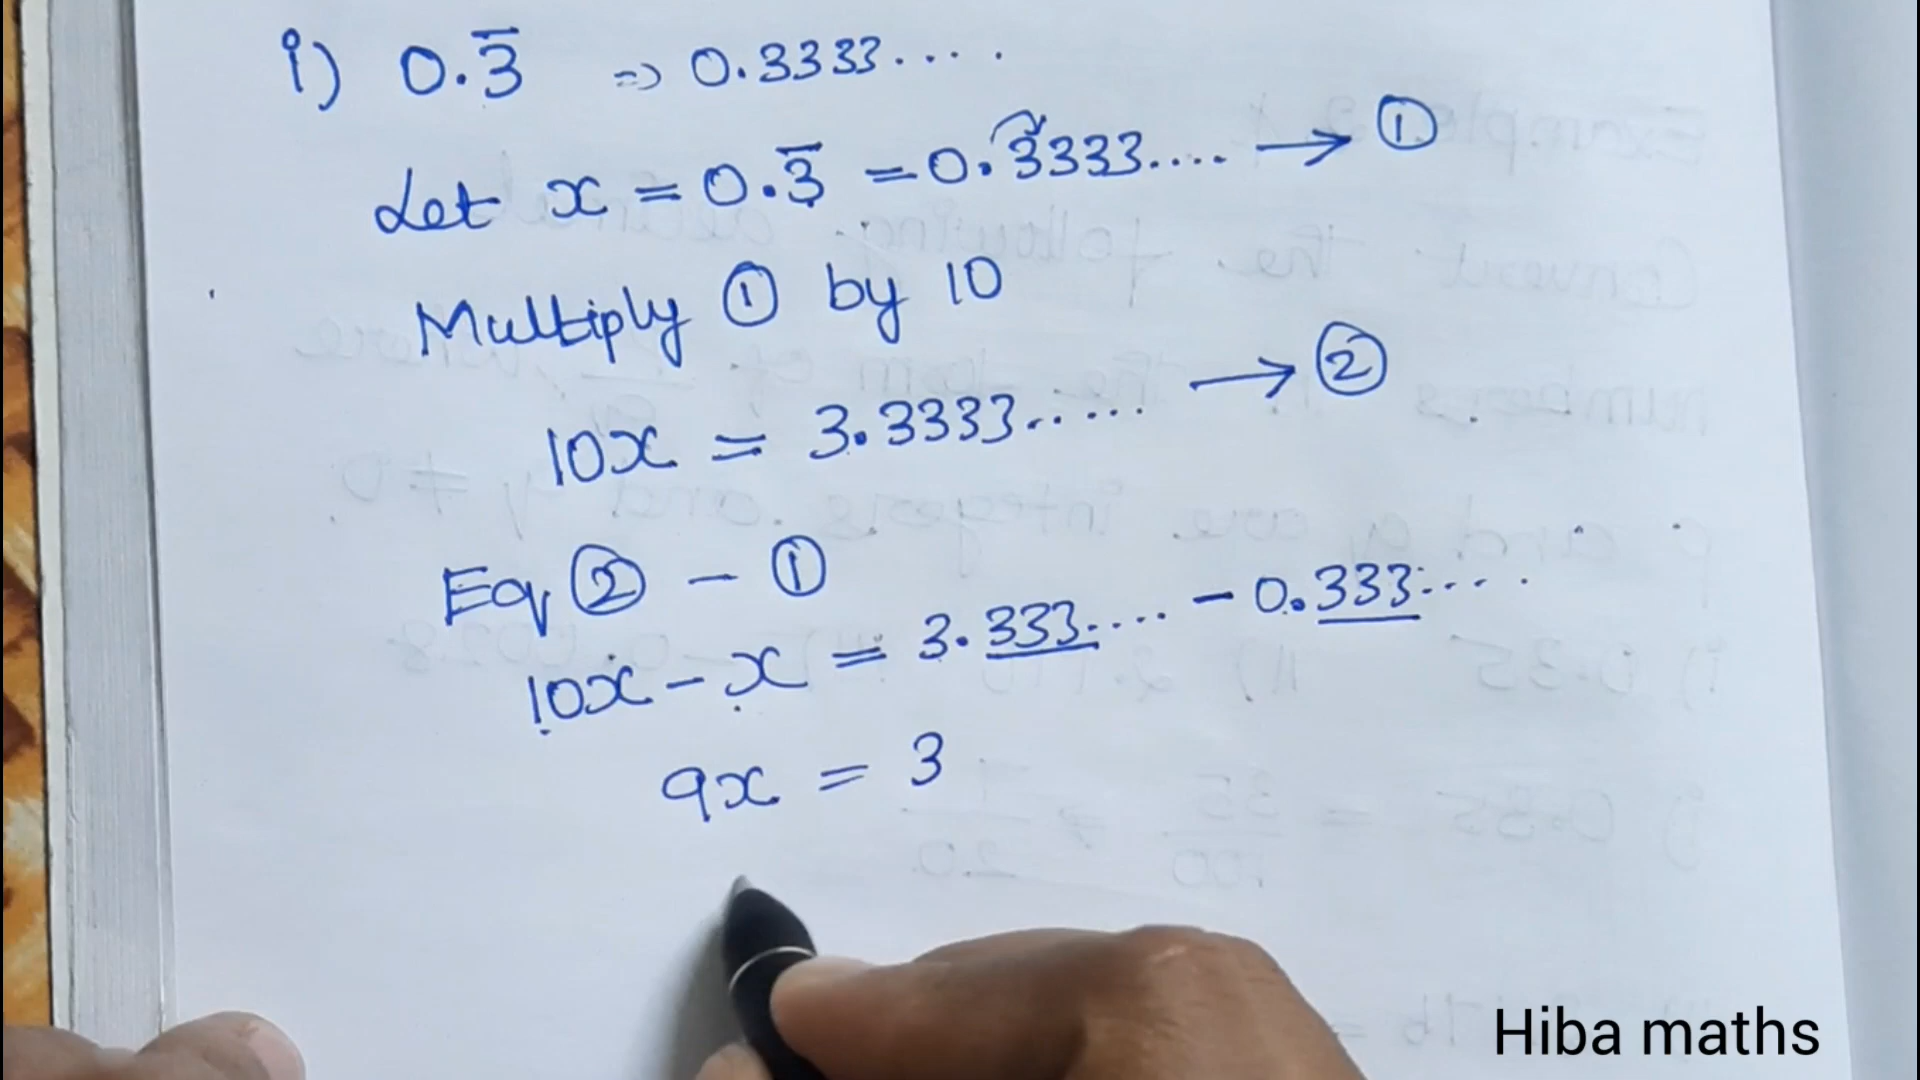 i) 0.3̅ ⇒ 0.3333....
Let x = 0.3̅ = 0.3333.... → ①
Multiply ① by 10
10x = 3.3333...... → ②
Eq ② - ①
10x - x = 3.333..... - 0.333.....
9x = 3
Hiba maths